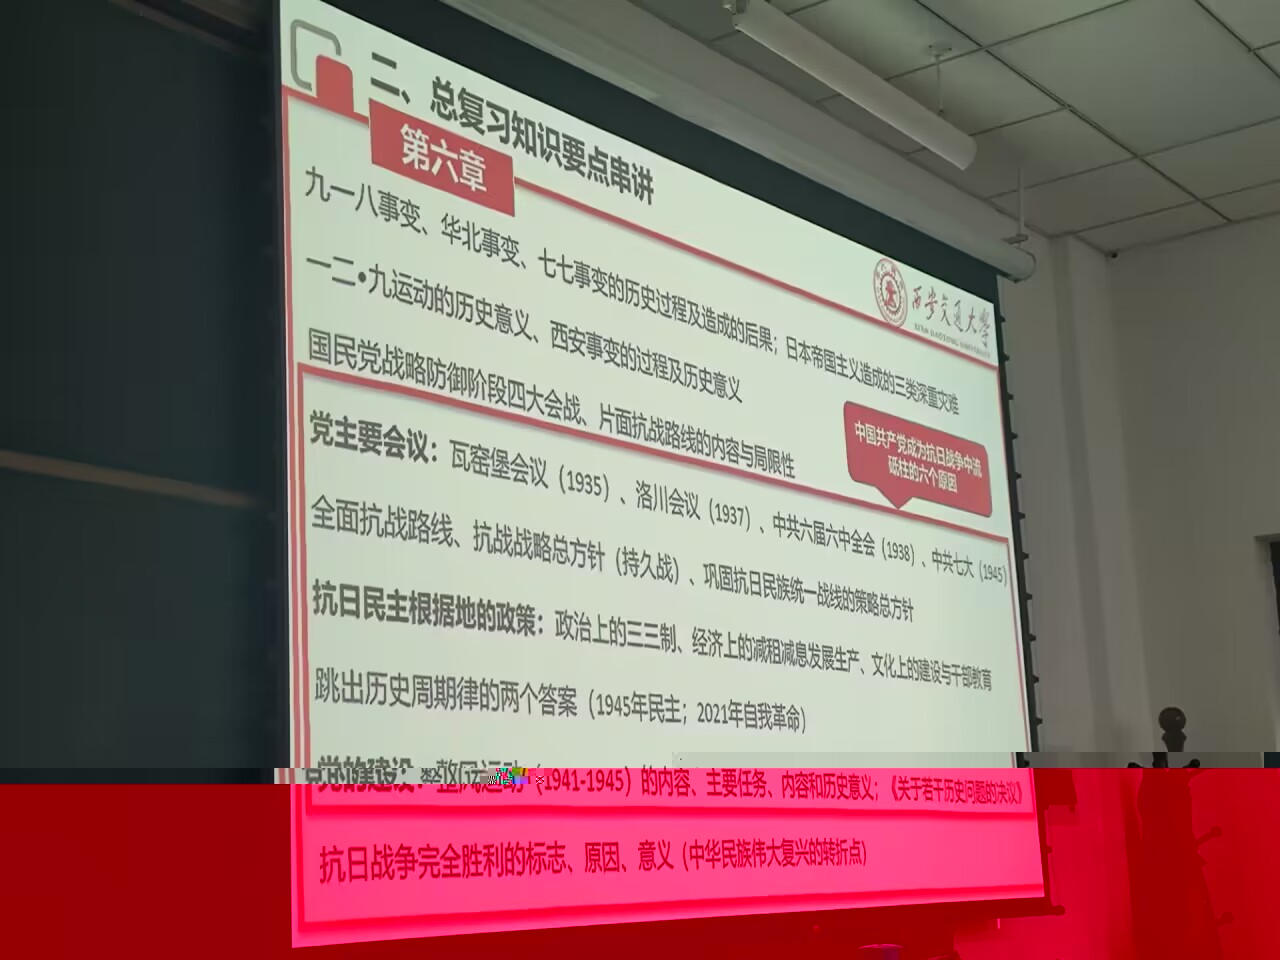 二、总复习知识要点串讲
第六章
西安交通大学
九一八事变、华北事变、七七事变的历史过程及造成的后果；日本帝国主义造成的三类深重灾难
一二•九运动的历史意义、西安事变的过程及历史意义
国民党战略防御阶段四大会战、片面抗战路线的内容与局限性
中国共产党成为抗日战争中流
砥柱的六个原因
党主要会议：瓦窑堡会议（1935）、洛川会议（1937）、中共六届六中全会（1938）、中共七大（1945）
全面抗战路线、抗战战略总方针（持久战）、巩固抗日民族统一战线的策略总方针
抗日民主根据地的政策：政治上的三三制、经济上的减租减息发展生产、文化上的建设与干部教育
跳出历史周期律的两个答案（1945年民主；2021年自我革命）
党的建设：整风运动（1941-1945）的内容、主要任务、内容和历史意义；《关于若干历史问题的决议》
抗日战争完全胜利的标志、原因、意义（中华民族伟大复兴的转折点）